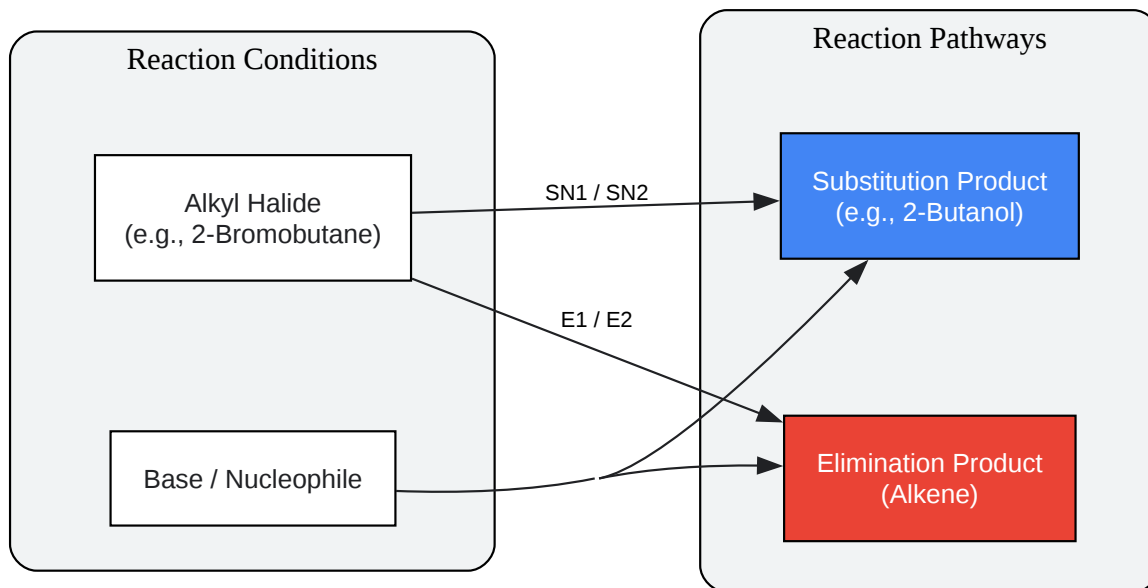 Reaction Conditions
Alkyl Halide
(e.g., 2-Bromobutane)
Base / Nucleophile
SN1 / SN2
E1 / E2
Reaction Pathways
Substitution Product
(e.g., 2-Butanol)
Elimination Product
(Alkene)